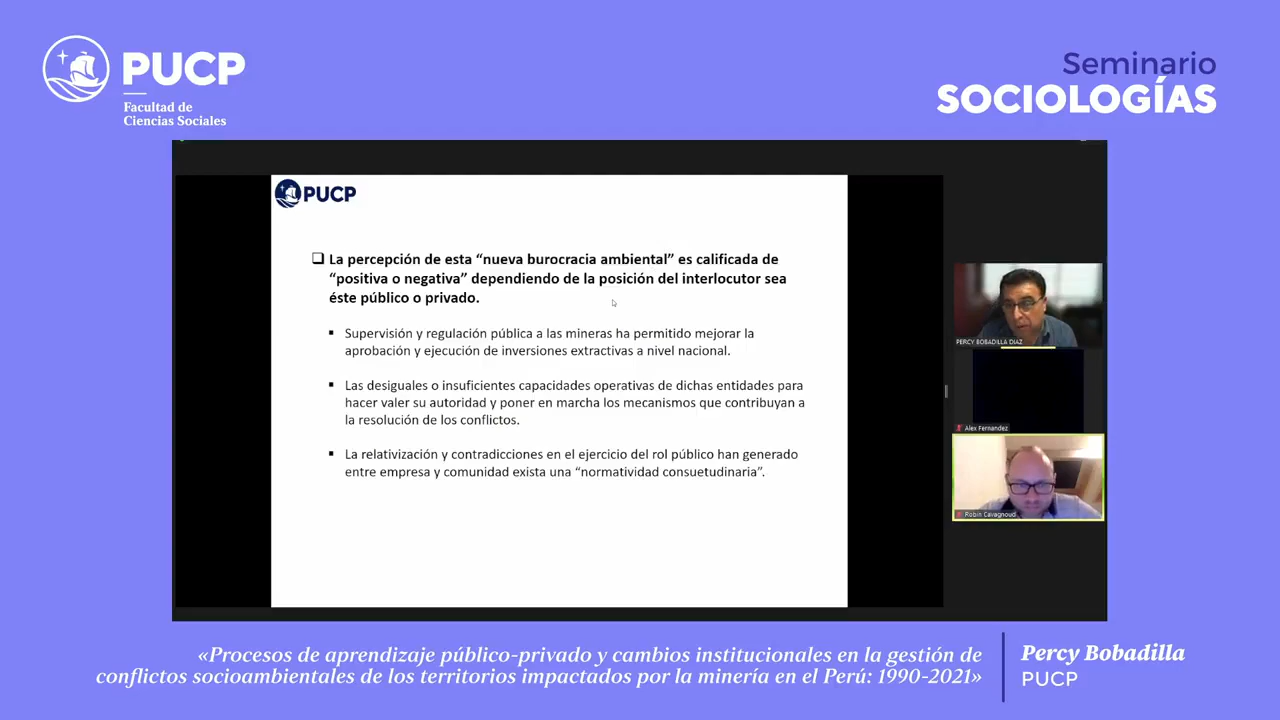 PUCP
Facultad de
Ciencias Sociales
Seminario
SOCIOLOGÍAS
PUCP
La percepción de esta “nueva burocracia ambiental” es calificada de
“positiva o negativa” dependiendo de la posición del interlocutor sea
éste público o privado.
Supervisión y regulación pública a las mineras ha permitido mejorar la
aprobación y ejecución de inversiones extractivas a nivel nacional.
Las desiguales o insuficientes capacidades operativas de dichas entidades para
hacer valer su autoridad y poner en marcha los mecanismos que contribuyan a
la resolución de los conflictos.
La relativización y contradicciones en el ejercicio del rol público han generado
entre empresa y comunidad exista una “normatividad consuetudinaria”.
PERCY BOBADILLA DIAZ
Alex Fernandez
Robin Cavagnoud
«Procesos de aprendizaje público-privado y cambios institucionales en la gestión de
conflictos socioambientales de los territorios impactados por la minería en el Perú: 1990-2021»
Percy Bobadilla
PUCP